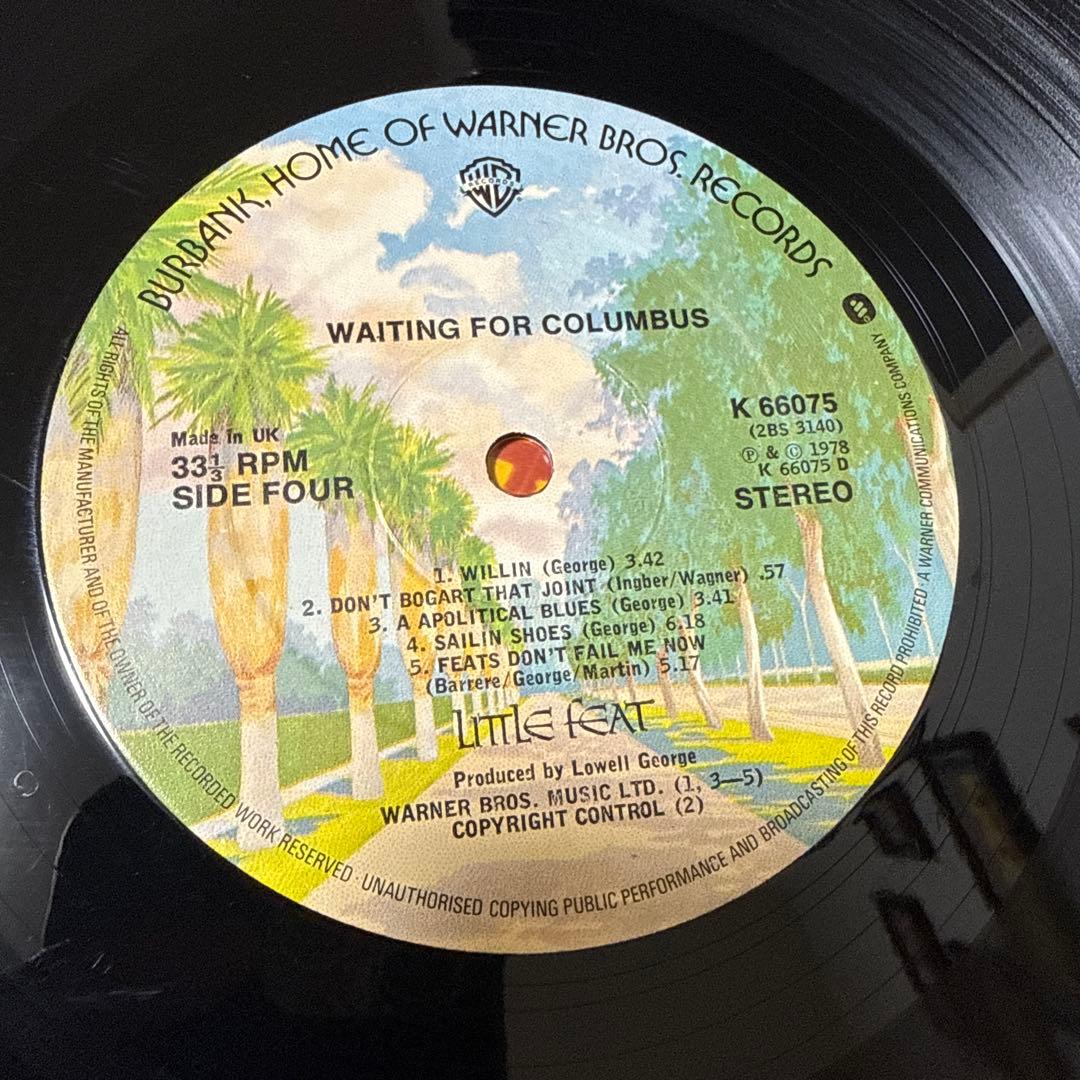 BURBANK, HOME OF WARNER BROS. RECORDS
RECORDS
WAITING FOR COLUMBUS
Made in UK
33⅓ RPM
SIDE FOUR
K 66075
(2BS 3140)
Ⓟ & © 1978
K 66075 D
STEREO
1. WILLIN (George) 3.42
2. DON'T BOGART THAT JOINT (Ingber/Wagner) .57
3. A APOLITICAL BLUES (George) 3.41
4. SAILIN SHOES (George) 6.18
5. FEATS DON'T FAIL ME NOW
(Barrere/George/Martin) 5.17
LITTLE FEAT
Produced by Lowell George
WARNER BROS. MUSIC LTD. (1, 3—5)
COPYRIGHT CONTROL (2)
ALL RIGHTS OF THE MANUFACTURER AND OF THE OWNER OF THE RECORDED WORK RESERVED · UNAUTHORISED COPYING PUBLIC PERFORMANCE AND BROADCASTING OF THIS RECORD PROHIBITED · A WARNER COMMUNICATIONS COMPANY